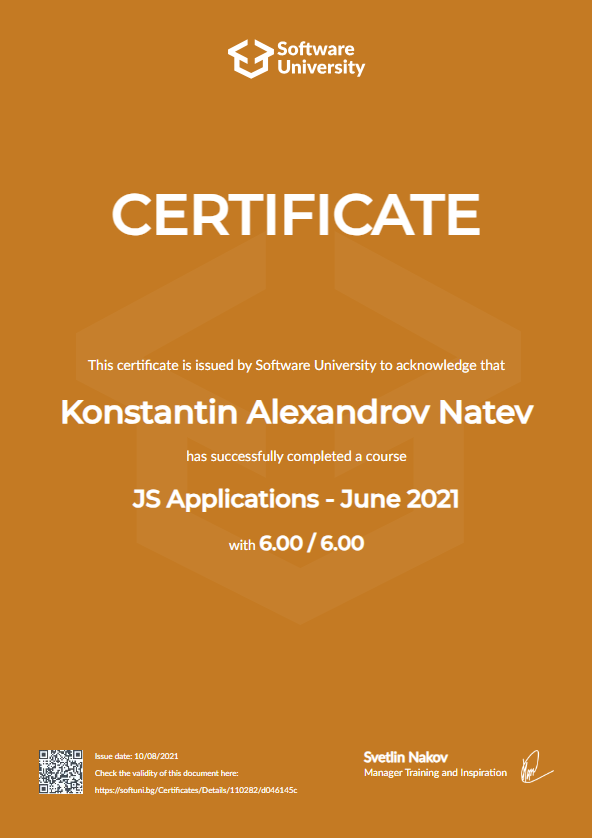 Software
University
CERTIFICATE
This certificate is issued by Software University to acknowledge that
Konstantin Alexandrov Natev
has successfully completed a course
JS Applications - June 2021
with 6.00 / 6.00
Issue date: 10/08/2021
Check the validity of this document here:
https://softuni.bg/Certificates/Details/110282/d046145c
Svetlin Nakov
Manager Training and Inspiration